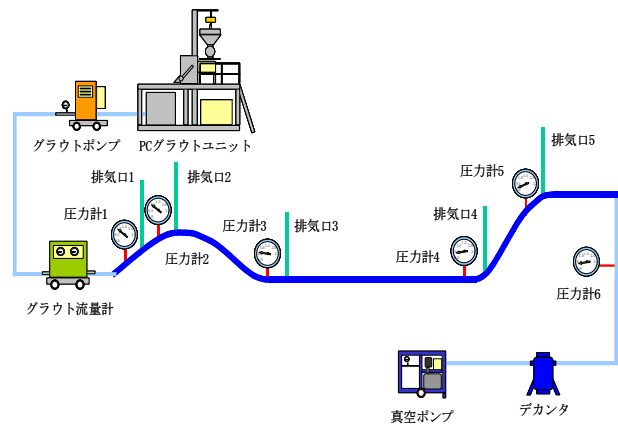 グラウトポンプ
PCグラウトユニット
排気口1
排気口2
排気口5
圧力計5
圧力計1
圧力計3
排気口3
排気口4
圧力計2
圧力計4
圧力計6
グラウト流量計
真空ポンプ
デカンタ